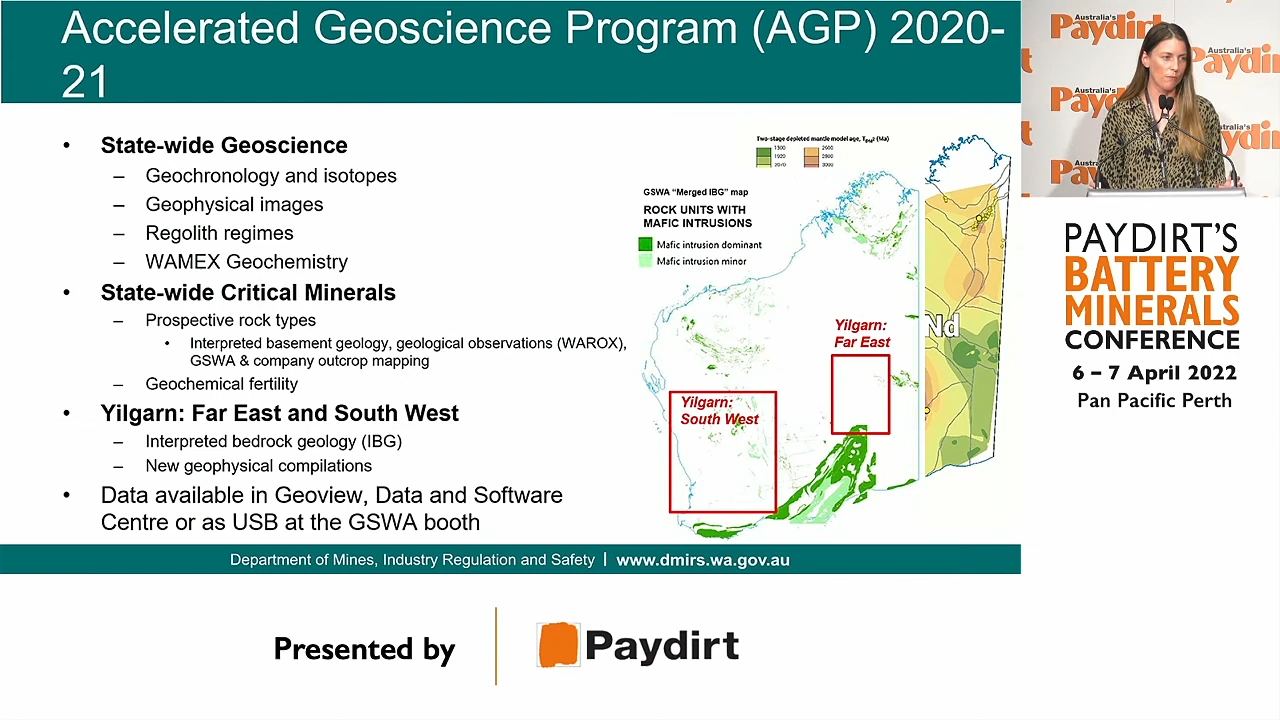 Accelerated Geoscience Program (AGP) 2020-
21
• State-wide Geoscience
– Geochronology and isotopes
– Geophysical images
– Regolith regimes
– WAMEX Geochemistry
• State-wide Critical Minerals
– Prospective rock types
• Interpreted basement geology, geological observations (WAROX),
GSWA & company outcrop mapping
– Geochemical fertility
• Yilgarn: Far East and South West
– Interpreted bedrock geology (IBG)
– New geophysical compilations
• Data available in Geoview, Data and Software
Centre or as USB at the GSWA booth
Two-stage depleted mantle model age,
(Ma)
GSWA "Merged IBG" map
ROCK UNITS WITH
MAFIC INTRUSIONS
Mafic intrusion dominant
Mafic intrusion minor
Yilgarn:
Far East
Nd
Yilgarn:
South West
Department of Mines, Industry Regulation and Safety | www.dmirs.wa.gov.au
Australia's
Paydirt
Australia's
Paydirt
Australia's
PAYDIRT'S
BATTERY
MINERALS
CONFERENCE
6 – 7 April 2022
Pan Pacific Perth
Presented by
Paydirt